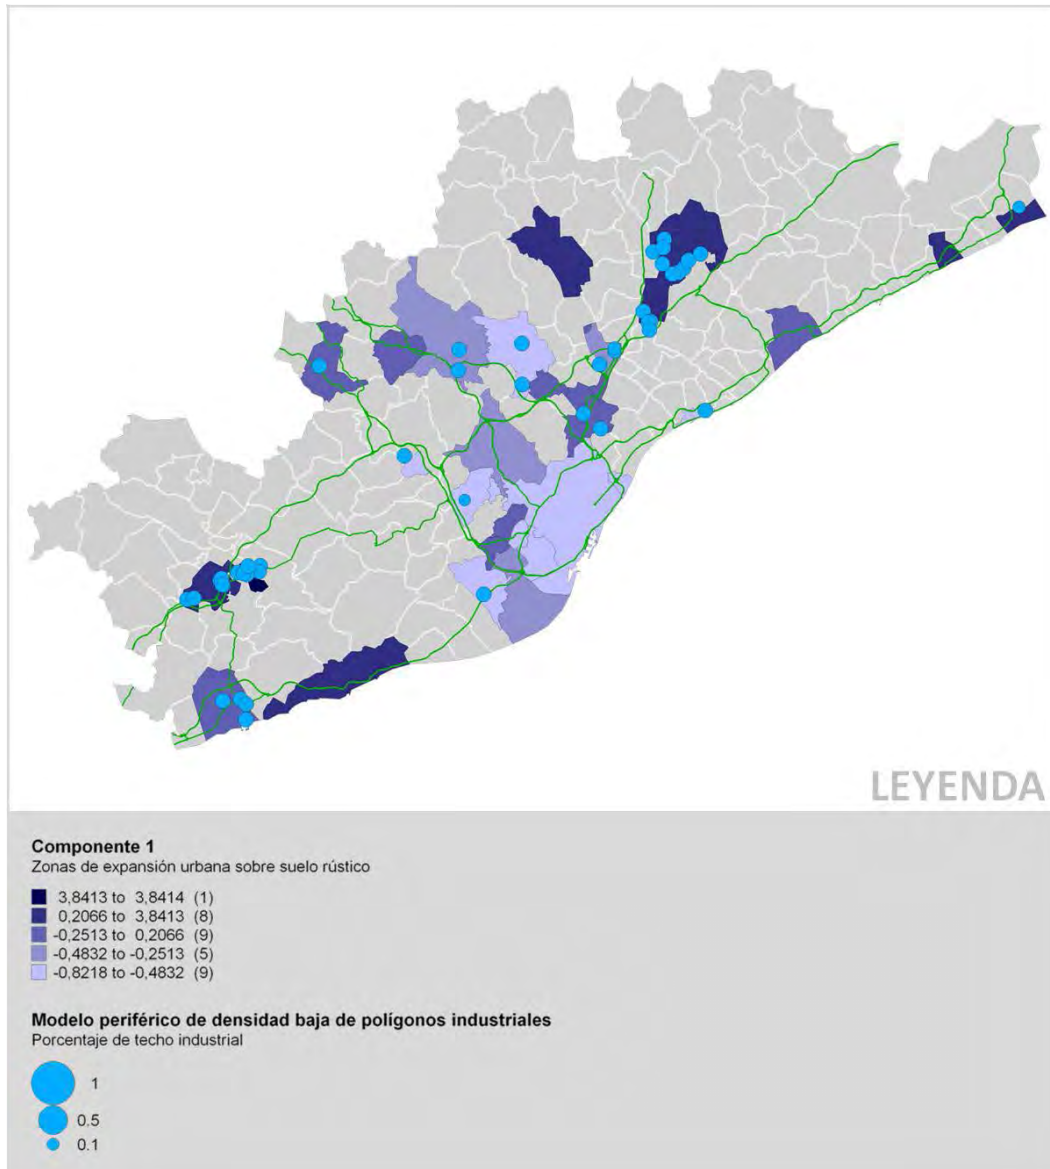 LEYENDA
Componente 1
Zonas de expansión urbana sobre suelo rústico
3,8413 to 3,8414 (1)
0,2066 to 3,8413 (8)
-0,2513 to 0,2066 (9)
-0,4832 to -0,2513 (5)
-0,8218 to -0,4832 (9)
Modelo periférico de densidad baja de polígonos industriales
Porcentaje de techo industrial
1
0.5
0.1